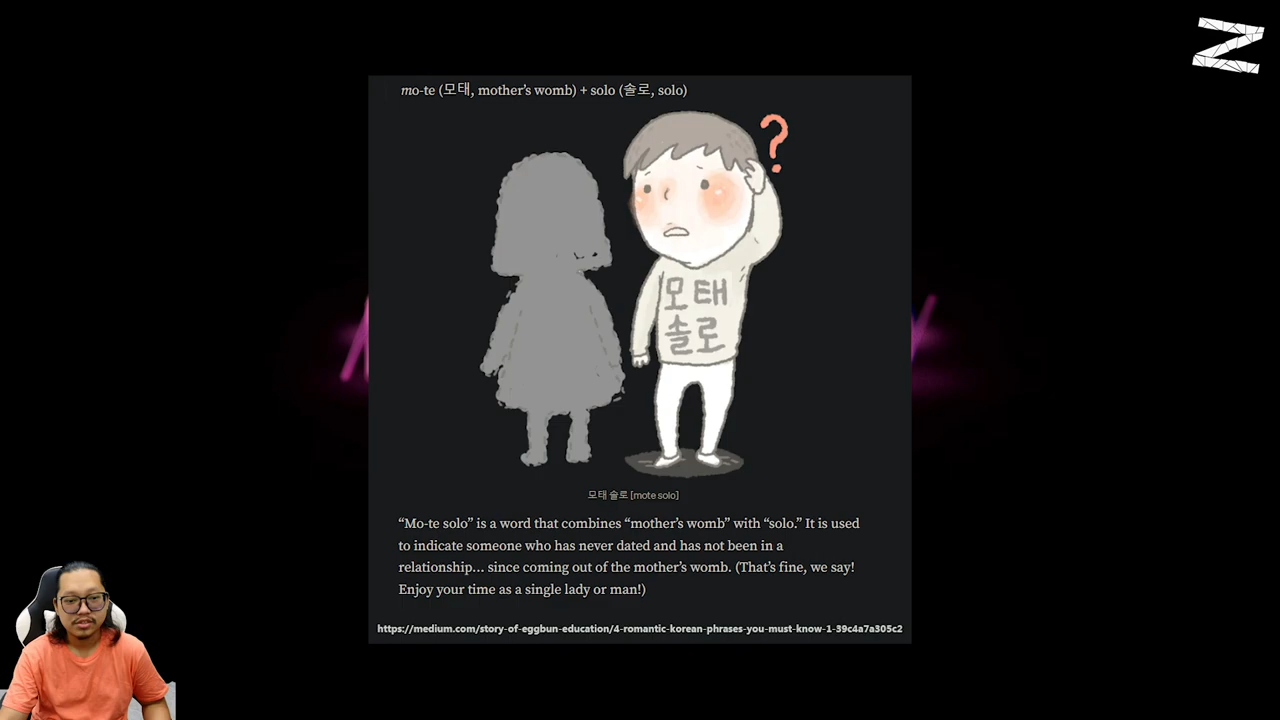 mo-te (모태, mother's womb) + solo (솔로, solo)
?
모태
솔로
모태 솔로 [mote solo]
“Mo-te solo” is a word that combines “mother’s womb” with “solo.” It is used
to indicate someone who has never dated and has not been in a
relationship… since coming out of the mother’s womb. (That’s fine, we say!
Enjoy your time as a single lady or man!)
https://medium.com/story-of-eggbun-education/4-romantic-korean-phrases-you-must-know-1-39c4a7a305c2
Z